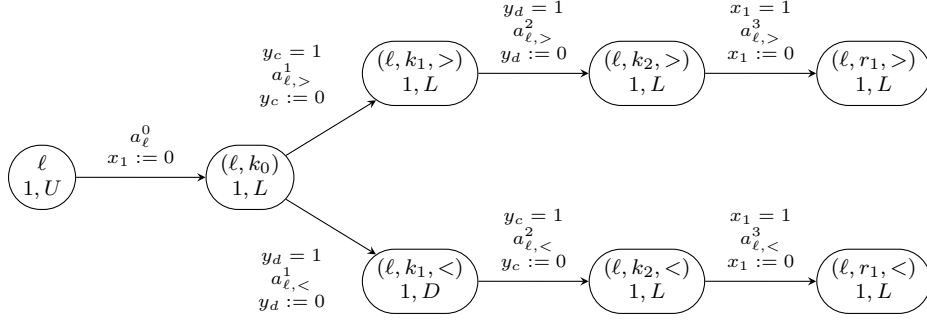 y_d = 1
a^2_{ℓ,>}
y_d := 0
x_1 = 1
a^3_{ℓ,>}
x_1 := 0
y_c = 1
a^1_{ℓ,>}
y_c := 0
(ℓ, k_1, >)
1, L
(ℓ, k_2, >)
1, L
(ℓ, r_1, >)
1, L
a^0_ℓ
x_1 := 0
ℓ
1, U
(ℓ, k_0)
1, L
y_c = 1
a^2_{ℓ,<}
y_c := 0
x_1 = 1
a^3_{ℓ,<}
x_1 := 0
y_d = 1
a^1_{ℓ,<}
y_d := 0
(ℓ, k_1, <)
1, D
(ℓ, k_2, <)
1, L
(ℓ, r_1, <)
1, L